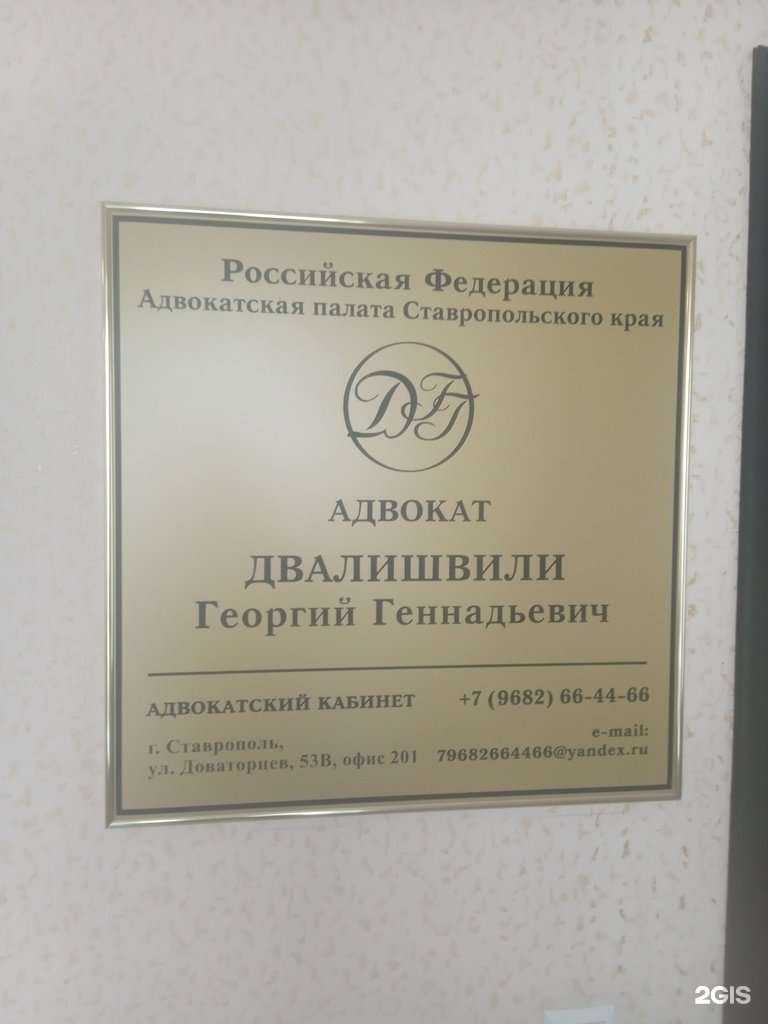 Российская Федерация
Адвокатская палата Ставропольского края
ДГГ
АДВОКАТ
ДВАЛИШВИЛИ
Георгий Геннадьевич
АДВОКАТСКИЙ КАБИНЕТ
г. Ставрополь,
ул. Доваторцев, 53В, офис 201
+7 (9682) 66-44-66
e-mail:
79682664466@yandex.ru
2GIS